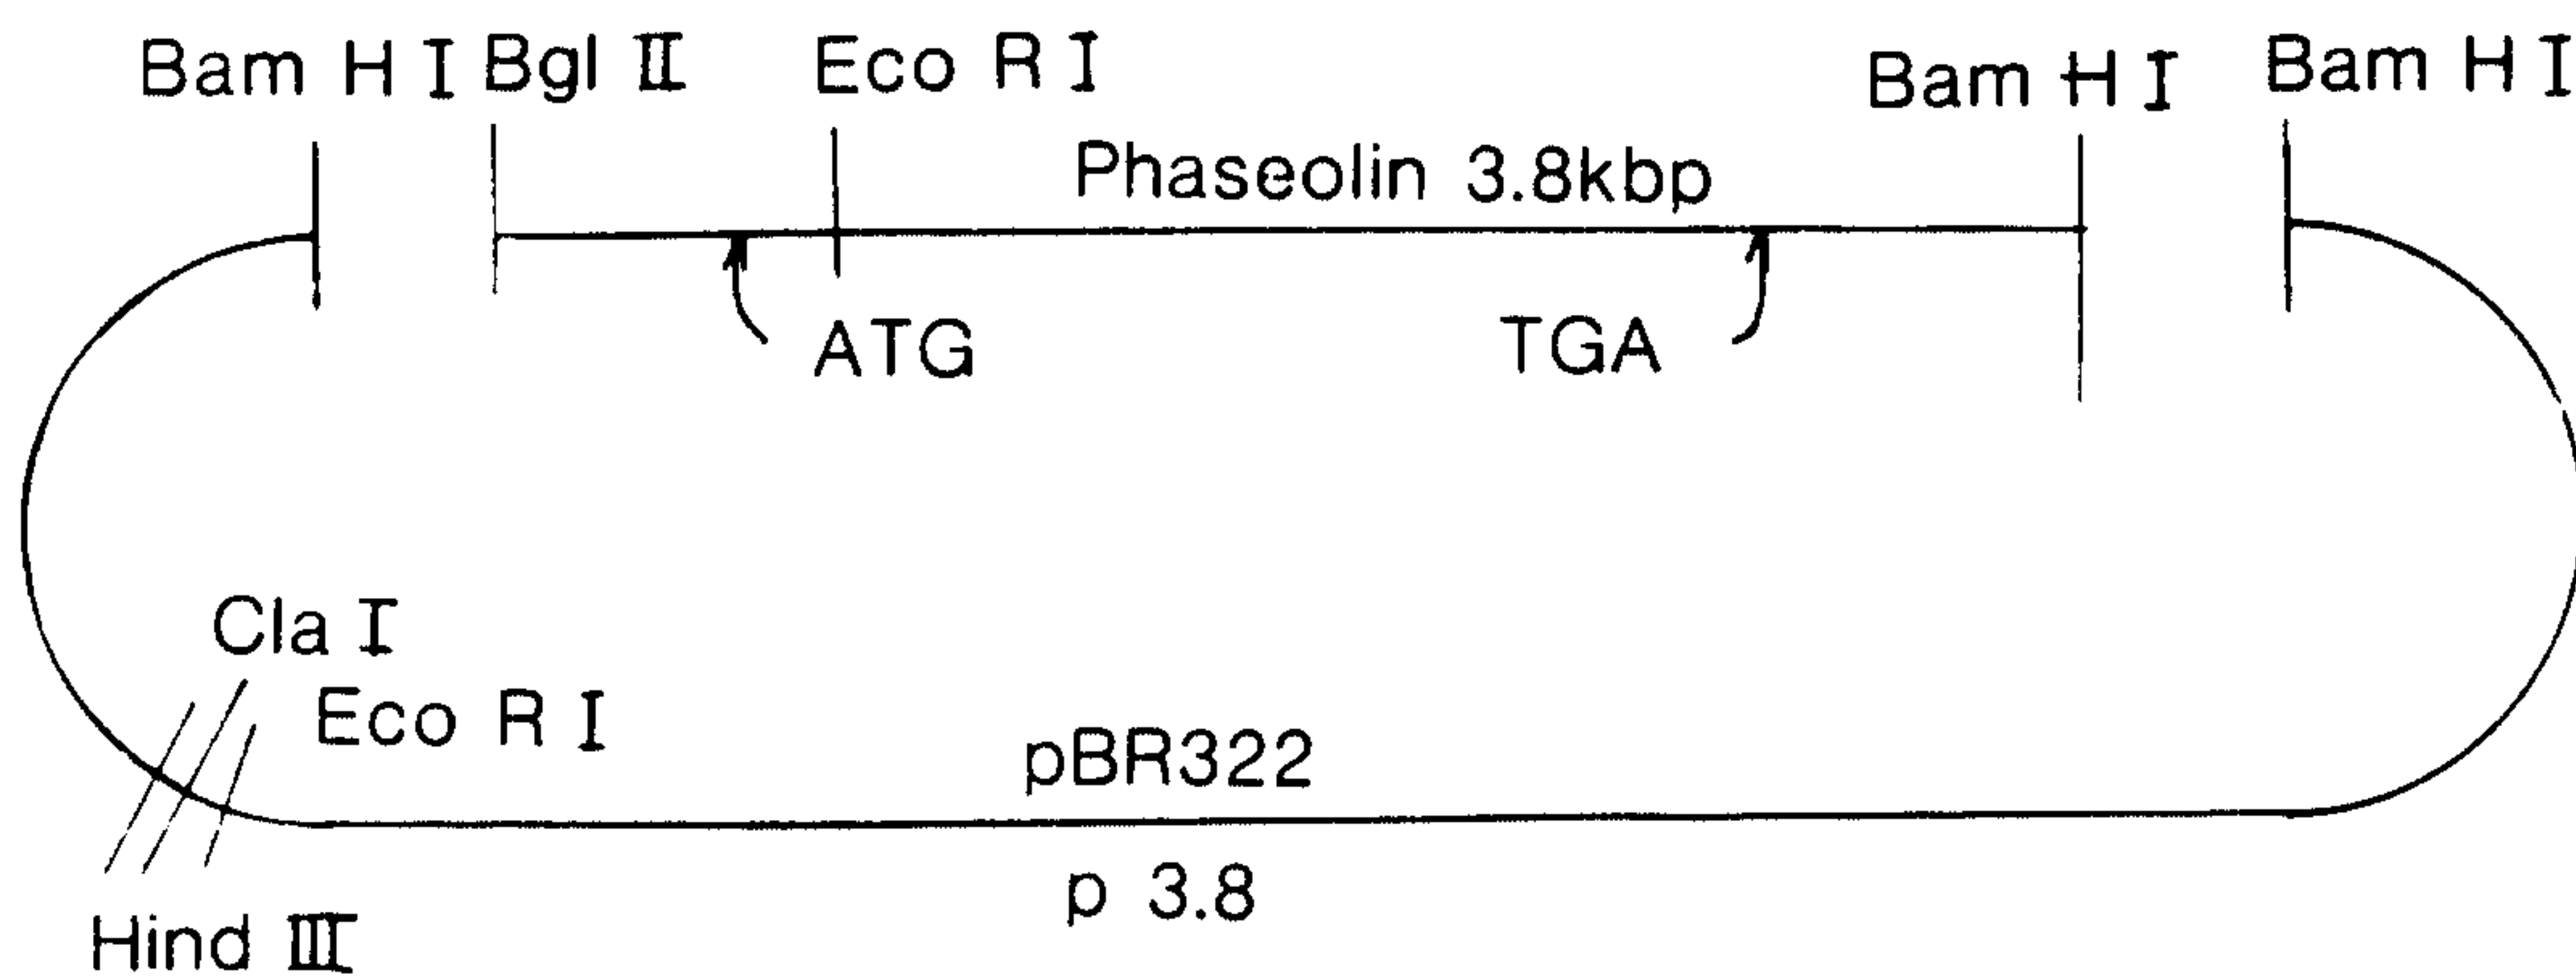 Bam H I Bgl II Eco R I Bam H I Bam H I
Phaseolin 3.8kbp
ATG TGA
Cla I
Eco R I
pBR322
p 3.8
Hind III